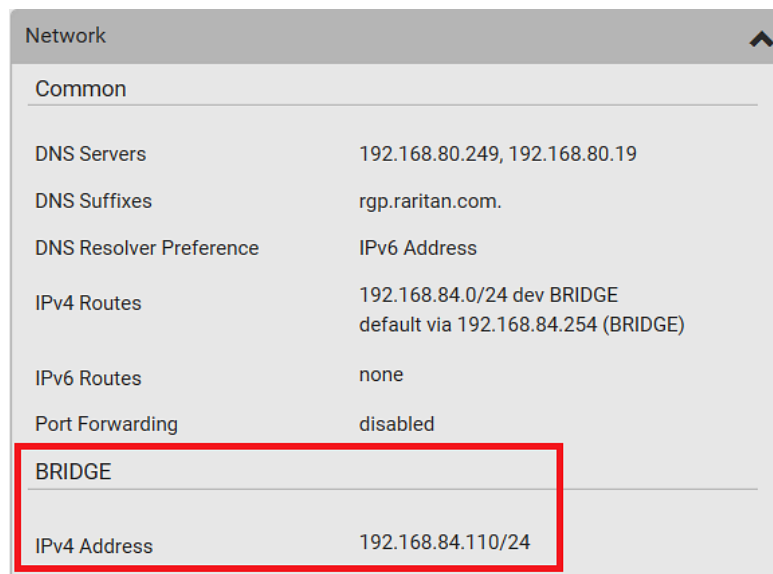 Network
Common
DNS Servers 192.168.80.249, 192.168.80.19
DNS Suffixes rgp.raritan.com.
DNS Resolver Preference IPv6 Address
IPv4 Routes 192.168.84.0/24 dev BRIDGE
default via 192.168.84.254 (BRIDGE)
IPv6 Routes none
Port Forwarding disabled
BRIDGE
IPv4 Address 192.168.84.110/24